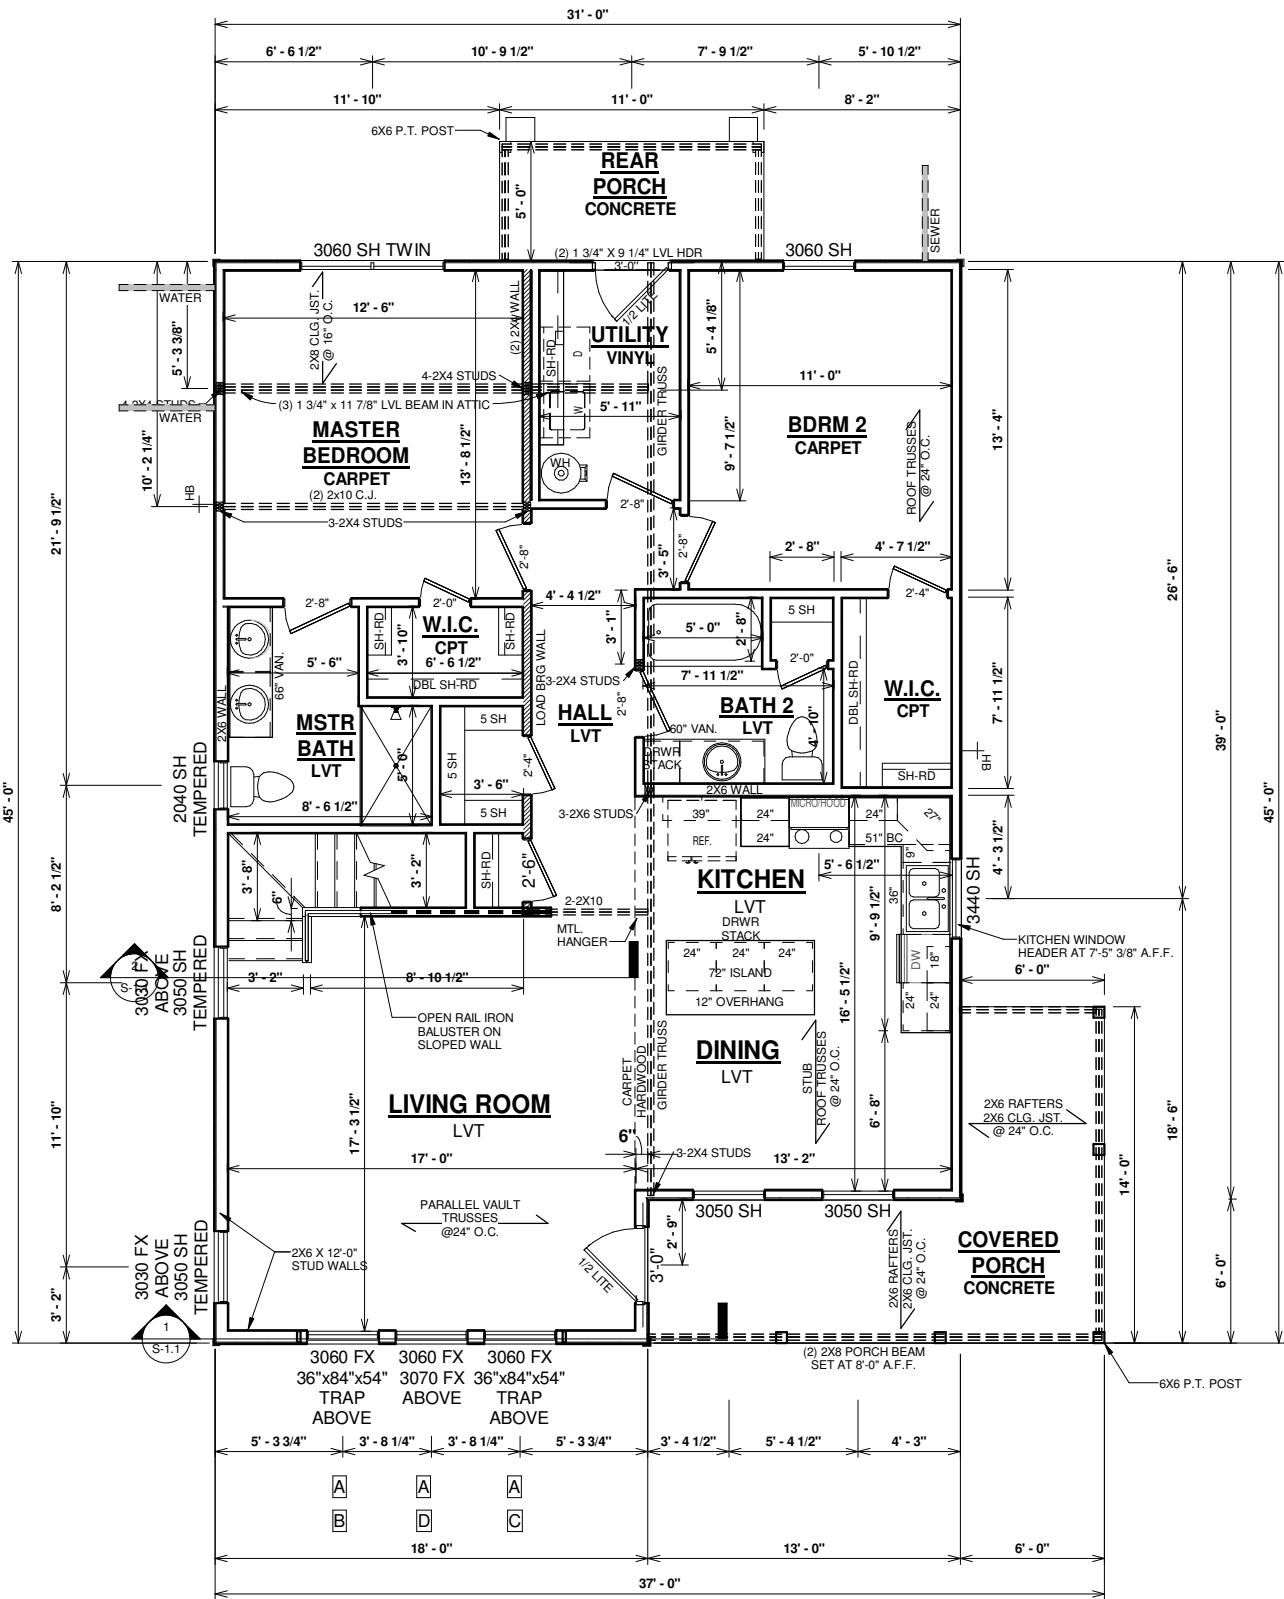 31' - 0"
6' - 6 1/2"
10' - 9 1/2"
7' - 9 1/2"
5' - 10 1/2"
11' - 10"
11' - 0"
8' - 2"
6X6 P.T. POST
REAR
PORCH
CONCRETE
5' - 0"
SEWER
3060 SH TWIN
(2) 1 3/4" X 9 1/4" LVL HDR
3060 SH
3'-0"
1/2 LITE
WATER
5' - 3 3/8"
2X8 CLG. JST.
@ 16" O.C.
12' - 6"
(2) 2X4 WALL
UTILITY
VINYL
SH-RD
D
W
5' - 11"
WH
GIRDER TRUSS
5' - 4 1/8"
9' - 7 1/2"
11' - 0"
BDRM 2
CARPET
ROOF TRUSSES
@ 24" O.C.
13' - 4"
4-2X4 STUDS
4-2X4 STUDS
WATER
(3) 1 3/4" x 11 7/8" LVL BEAM IN ATTIC
MASTER
BEDROOM
CARPET
(2) 2x10 C.J.
3-2X4 STUDS
13' - 8 1/2"
10' - 2 1/4"
HB
21' - 9 1/2"
45' - 0"
2'-8"
2'-8"
3' - 5"
2'-8"
2' - 8"
4' - 7 1/2"
2'-4"
26' - 6"
39' - 0"
45' - 0"
2'-8"
2'-0"
4' - 4 1/2"
W.I.C.
CPT
SH-RD
SH-RD
3' - 10"
6' - 6 1/2"
DBL SH-RD
5' - 6"
66" VAN.
2X6 WALL
MSTR
BATH
LVT
5' - 0"
8' - 6 1/2"
2040 SH
TEMPERED
LOAD BRG WALL
3' - 1"
3-2X4 STUDS
2'-8"
HALL
LVT
5 SH
5 SH
5 SH
3' - 6"
2'-4"
5' - 0"
2' - 8"
7' - 11 1/2"
BATH 2
LVT
60" VAN.
DRWR
STACK
4' - 10"
5 SH
2'-0"
DBL SH-RD
W.I.C.
CPT
SH-RD
7' - 11 1/2"
HB
2X6 WALL
3-2X6 STUDS
39"
REF.
24"
24"
MICRO/HOOD
24"
27"
51" BC
9"
5' - 6 1/2"
4' - 3 1/2"
3440 SH
KITCHEN
LVT
36"
9' - 9 1/2"
8' - 2 1/2"
3' - 8"
6"
3' - 2"
SH-RD
2'-6"
2-2X10
MTL.
HANGER
DRWR
STACK
24"
24"
24"
72" ISLAND
12" OVERHANG
DW
18"
24"
24"
KITCHEN WINDOW
HEADER AT 7'-5" 3/8" A.F.F.
6' - 0"
2
3030 FX
ABOVE
3050 SH
TEMPERED
3' - 2"
8' - 10 1/2"
OPEN RAIL IRON
BALUSTER ON
SLOPED WALL
16' - 5 1/2"
DINING
LVT
STUB
ROOF TRUSSES
@ 24" O.C.
6' - 8"
CARPET
HARDWOOD
GIRDER TRUSS
LIVING ROOM
LVT
17' - 3 1/2"
17' - 0"
6"
3-2X4 STUDS
13' - 2"
11' - 10"
2X6 RAFTERS
2X6 CLG. JST.
@ 24" O.C.
14' - 0"
18' - 6"
6' - 0"
PARALLEL VAULT
TRUSSES
@24" O.C.
3050 SH
3050 SH
2' - 9"
3'-0"
1/2 LITE
2X6 RAFTERS
2X6 CLG. JST.
@ 24" O.C.
COVERED
PORCH
CONCRETE
3030 FX
ABOVE
3050 SH
TEMPERED
2X6 X 12'-0"
STUD WALLS
3' - 2"
1
S-1.1
3060 FX
36"x84"x54"
TRAP
ABOVE
3060 FX
3070 FX
ABOVE
3060 FX
36"x84"x54"
TRAP
ABOVE
(2) 2X8 PORCH BEAM
SET AT 8'-0" A.F.F.
6X6 P.T. POST
5' - 3 3/4"
3' - 8 1/4"
3' - 8 1/4"
5' - 3 3/4"
3' - 4 1/2"
5' - 4 1/2"
4' - 3"
A
A
A
B
D
C
18' - 0"
13' - 0"
6' - 0"
37' - 0"